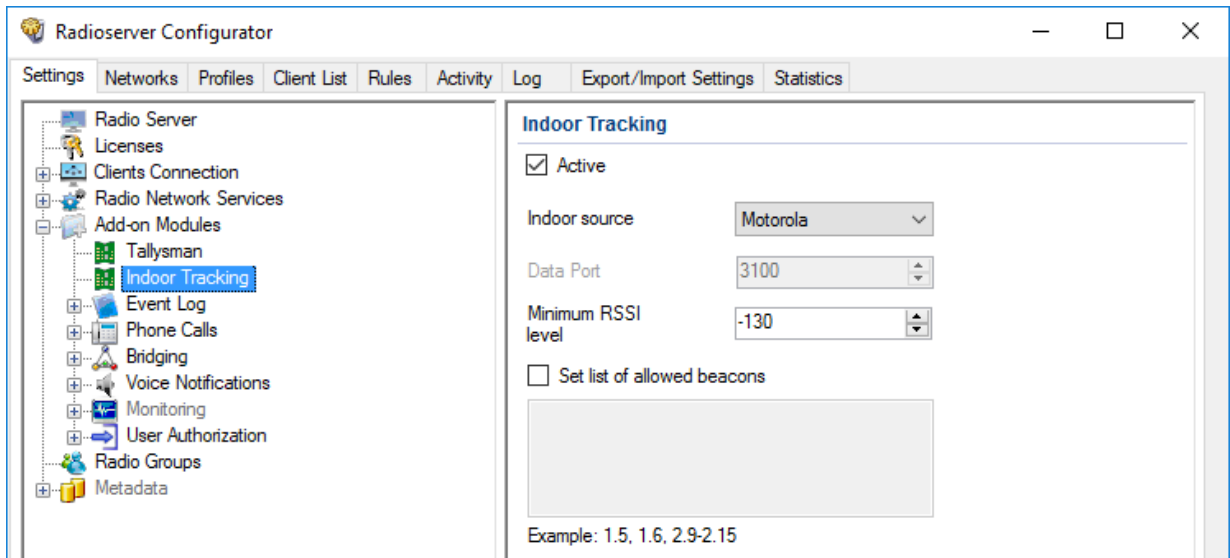 Radioserver Configurator
Settings Networks Profiles Client List Rules Activity Log Export/Import Settings Statistics
Radio Server
Licenses
Clients Connection
Radio Network Services
Add-on Modules
Tallysman
Indoor Tracking
Event Log
Phone Calls
Bridging
Voice Notifications
Monitoring
User Authorization
Radio Groups
Metadata
Indoor Tracking
Active
Indoor source Motorola
Data Port 3100
Minimum RSSI
level -130
Set list of allowed beacons
Example: 1.5, 1.6, 2.9-2.15